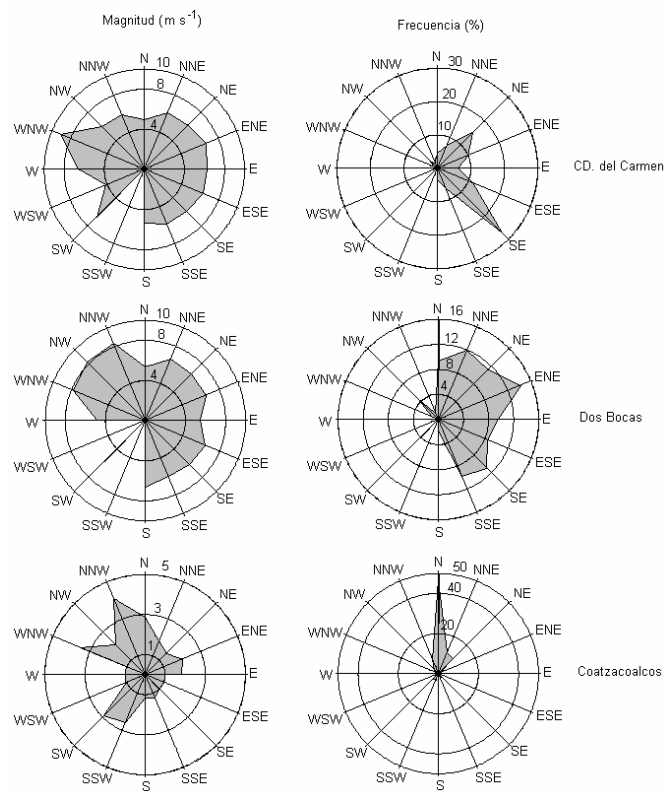 Magnitud (m s⁻¹)
Frecuencia (%)
N
10
NNE
8
NE
4
ENE
E
ESE
SE
SSE
S
SSW
SW
WSW
W
WNW
NW
NNW
N
30
NNE
20
NE
10
ENE
E
ESE
SE
SSE
S
SSW
SW
WSW
W
WNW
NW
NNW
CD. del Carmen
N
10
NNE
8
NE
4
ENE
E
ESE
SE
SSE
S
SSW
SW
WSW
W
WNW
NW
NNW
N
16
NNE
12
NE
8
ENE
4
E
ESE
SE
SSE
S
SSW
SW
WSW
W
WNW
NW
NNW
Dos Bocas
N
5
NNE
3
NE
1
ENE
E
ESE
SE
SSE
S
SSW
SW
WSW
W
WNW
NW
NNW
N
50
NNE
40
NE
20
ENE
E
ESE
SE
SSE
S
SSW
SW
WSW
W
WNW
NW
NNW
Coatzacoalcos